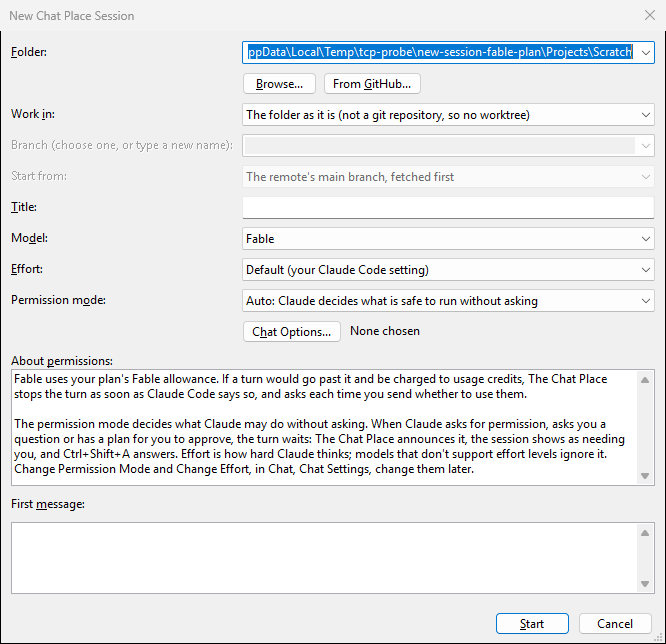 New Chat Place Session
Folder: ppData\Local\Temp\tcp-probe\new-session-fable-plan\Projects\Scratch
Browse... From GitHub...
Work in: The folder as it is (not a git repository, so no worktree)
Branch (choose one, or type a new name):
Start from: The remote's main branch, fetched first
Title:
Model: Fable
Effort: Default (your Claude Code setting)
Permission mode: Auto: Claude decides what is safe to run without asking
Chat Options... None chosen
About permissions:
Fable uses your plan's Fable allowance. If a turn would go past it and be charged to usage credits, The Chat Place
stops the turn as soon as Claude Code says so, and asks each time you send whether to use them.
The permission mode decides what Claude may do without asking. When Claude asks for permission, asks you a
question or has a plan for you to approve, the turn waits: The Chat Place announces it, the session shows as needing
you, and Ctrl+Shift+A answers. Effort is how hard Claude thinks; models that don't support effort levels ignore it.
Change Permission Mode and Change Effort, in Chat, Chat Settings, change them later.
First message:
Start Cancel